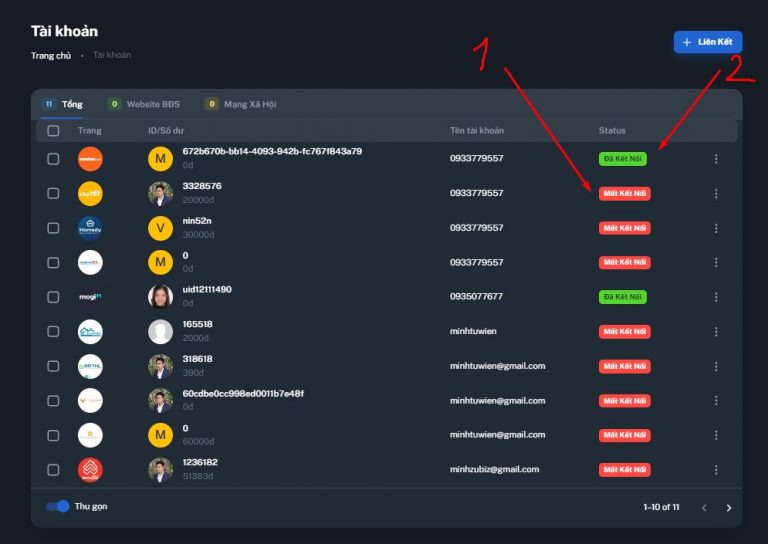 Tài khoản
Trang chủ • Tài khoản
+ Liên Kết
1
2
11 Tổng 0 Website BĐS 0 Mạng Xã Hội
Trang ID/Số dư Tên tài khoản Status
M 672b670b-bb14-4093-942b-fc767f843a79 0933779557 Đã Kết Nối
0đ
3328576 0933779557 Mất Kết Nối
20000đ
Homedy V nin52n 0933779557 Mất Kết Nối
30000đ
M 0 0933779557 Mất Kết Nối
0đ
mogi uid12111490 0935077677 Đã Kết Nối
0đ
165518 minhtuwien Mất Kết Nối
2000đ
318618 minhtuwien@gmail.com Mất Kết Nối
390đ
60cdbe0cc998ed0011b7e48f minhtuwien@gmail.com Mất Kết Nối
0đ
M 0 minhtuwien@gmail.com Mất Kết Nối
60000đ
1236182 minhzubiz@gmail.com Mất Kết Nối
51383đ
Thu gọn 1–10 of 11